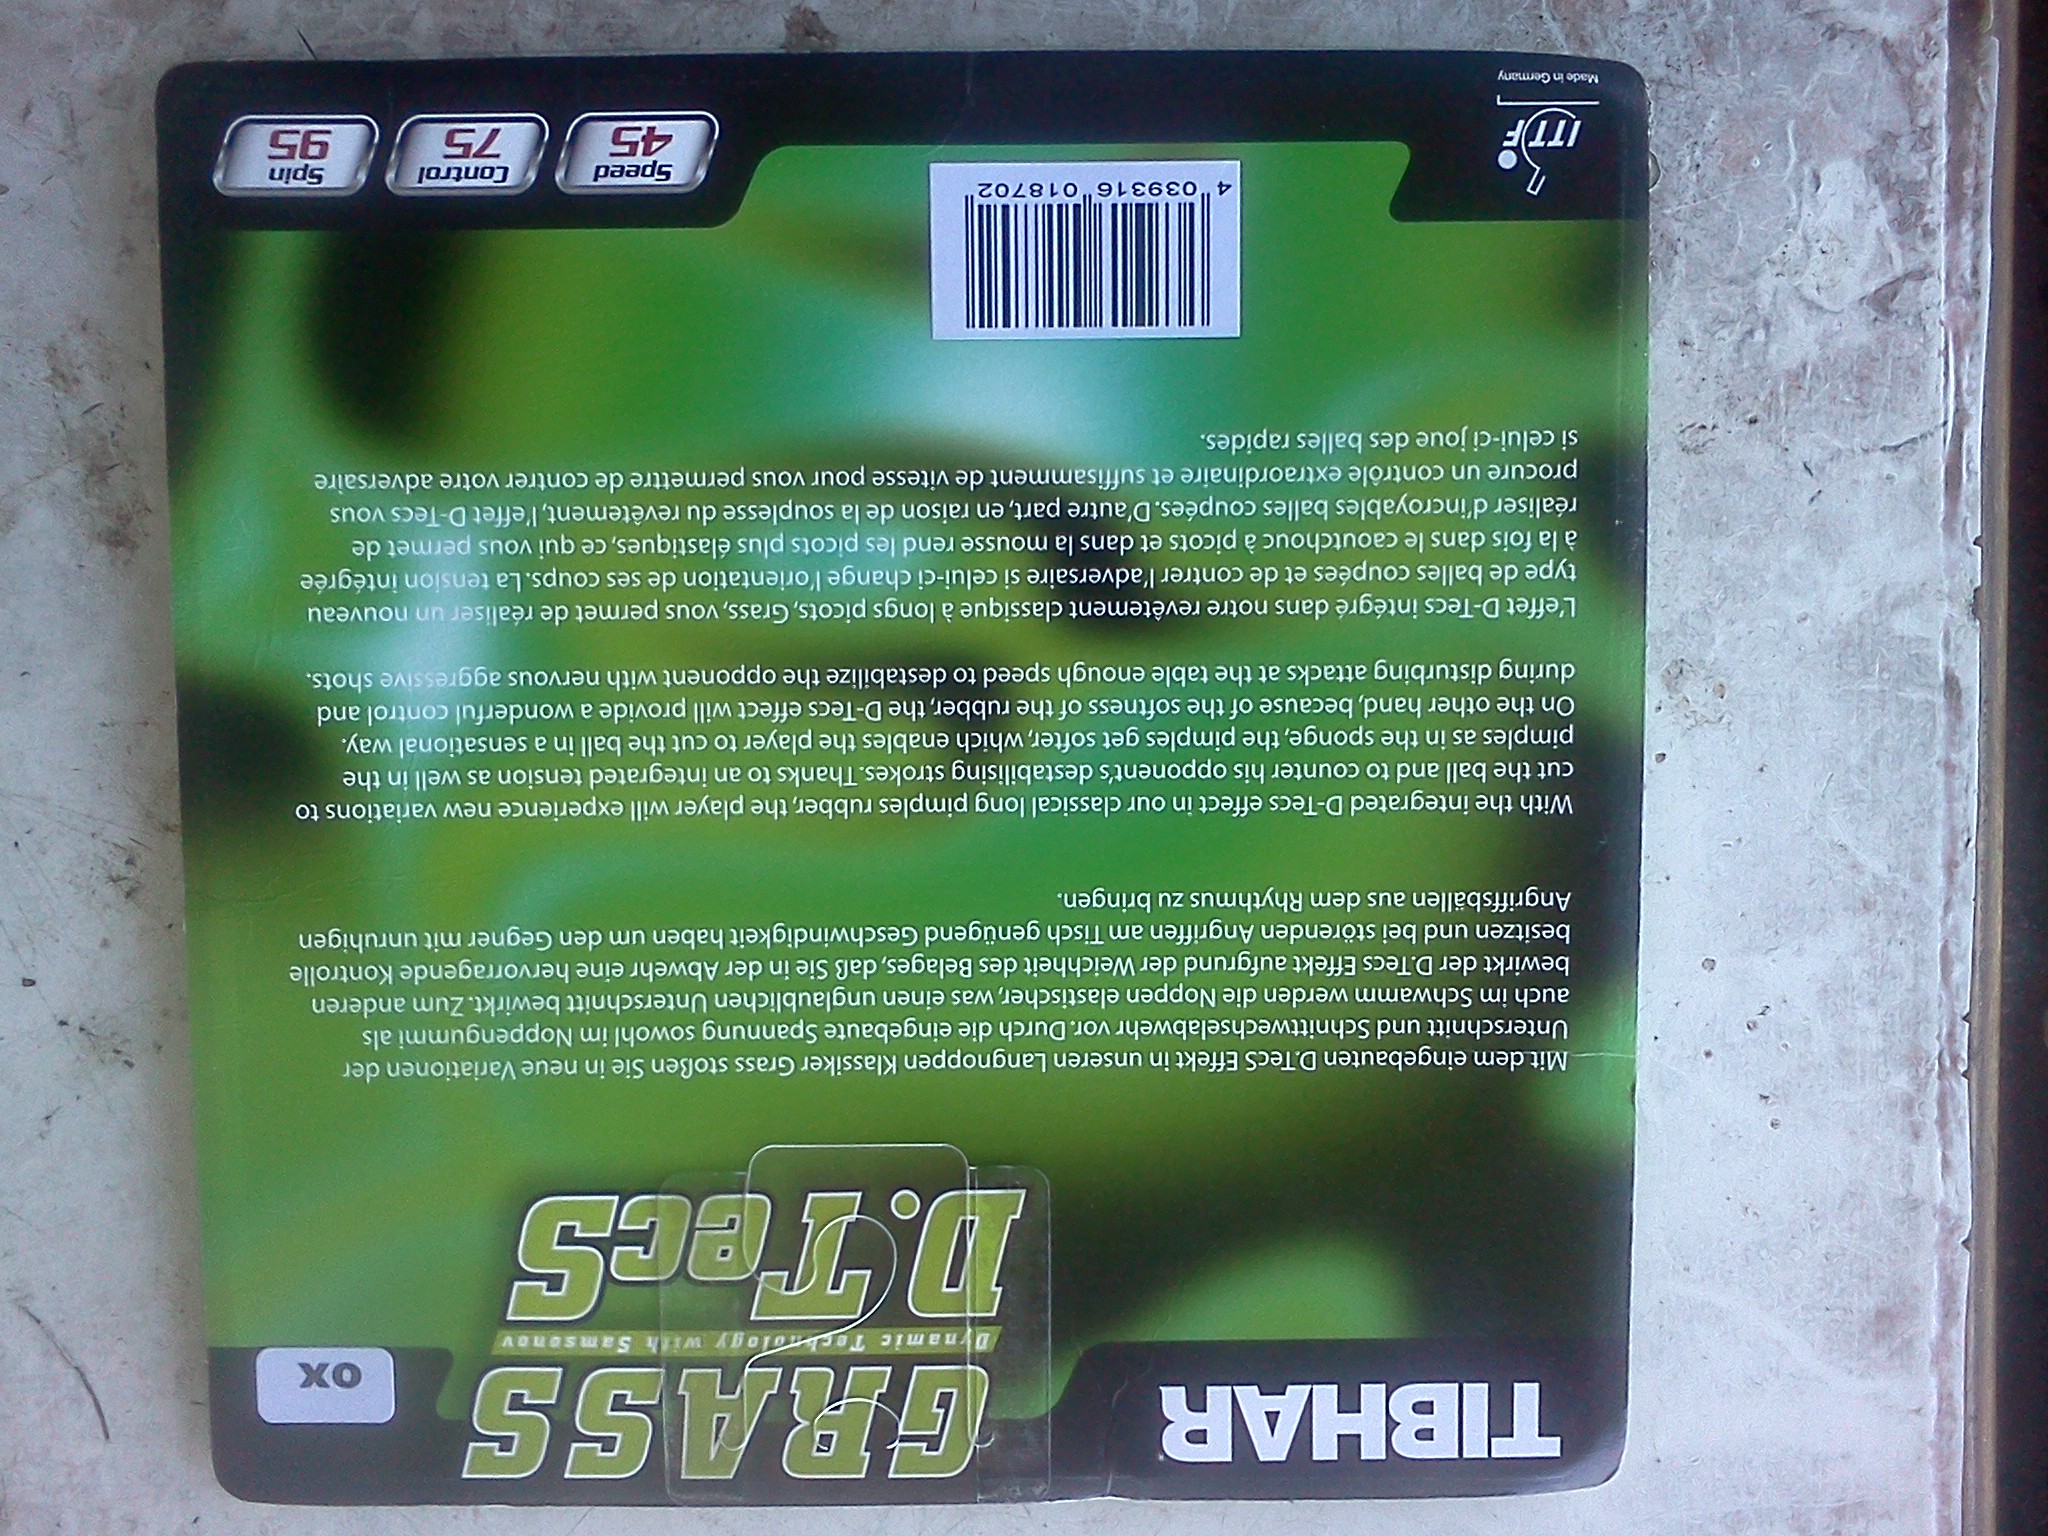 TIBHAR
GRASS
Dynamic Technology with Samsonov
D.TecS
OX
Mit dem eingebauten D.TecS Effekt in unseren Langnoppen Klassiker Grass stoßen Sie in neue Variationen der
Unterschnitt und Schnittwechselabwehr vor. Durch die eingebaute Spannung sowohl im Noppengummi als
auch im Schwamm werden die Noppen elastischer, was einen unglaublichen Unterschnitt bewirkt. Zum anderen
bewirkt der D.Tecs Effekt aufgrund der Weichheit des Belages, daß Sie in der Abwehr eine hervorragende Kontrolle
besitzen und bei störenden Angriffen am Tisch genügend Geschwindigkeit haben um den Gegner mit unruhigen
Angriffsbällen aus dem Rhythmus zu bringen.
With the integrated D-Tecs effect in our classical long pimples rubber, the player will experience new variations to
cut the ball and to counter his opponent's destabilising strokes. Thanks to an integrated tension as well in the
pimples as in the sponge, the pimples get softer, which enables the player to cut the ball in a sensational way.
On the other hand, because of the softness of the rubber, the D-Tecs effect will provide a wonderful control and
during disturbing attacks at the table enough speed to destabilize the opponent with nervous aggressive shots.
L'effet D-Tecs intégré dans notre revêtement classique à longs picots, Grass, vous permet de réaliser un nouveau
type de balles coupées et de contrer l'adversaire si celui-ci change l'orientation de ses coups. La tension intégrée
à la fois dans le caoutchouc à picots et dans la mousse rend les picots plus élastiques, ce qui vous permet de
réaliser d'incroyables balles coupées. D'autre part, en raison de la souplesse du revêtement, l'effet D-Tecs vous
procure un contrôle extraordinaire et suffisamment de vitesse pour vous permettre de contrer votre adversaire
si celui-ci joue des balles rapides.
4 039316 018702
ITTF
Made in Germany
Speed
45
Control
75
Spin
95